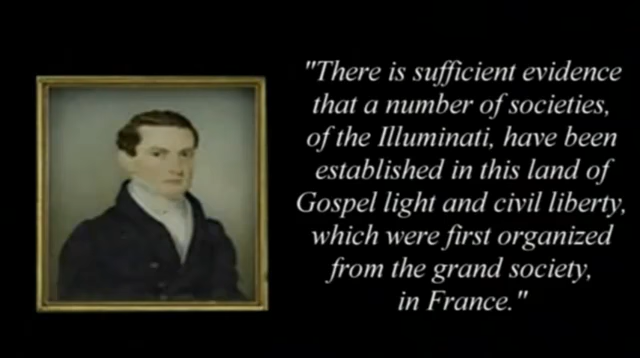 "There is sufficient evidence
that a number of societies,
of the Illuminati, have been
established in this land of
Gospel light and civil liberty,
which were first organized
from the grand society,
in France."